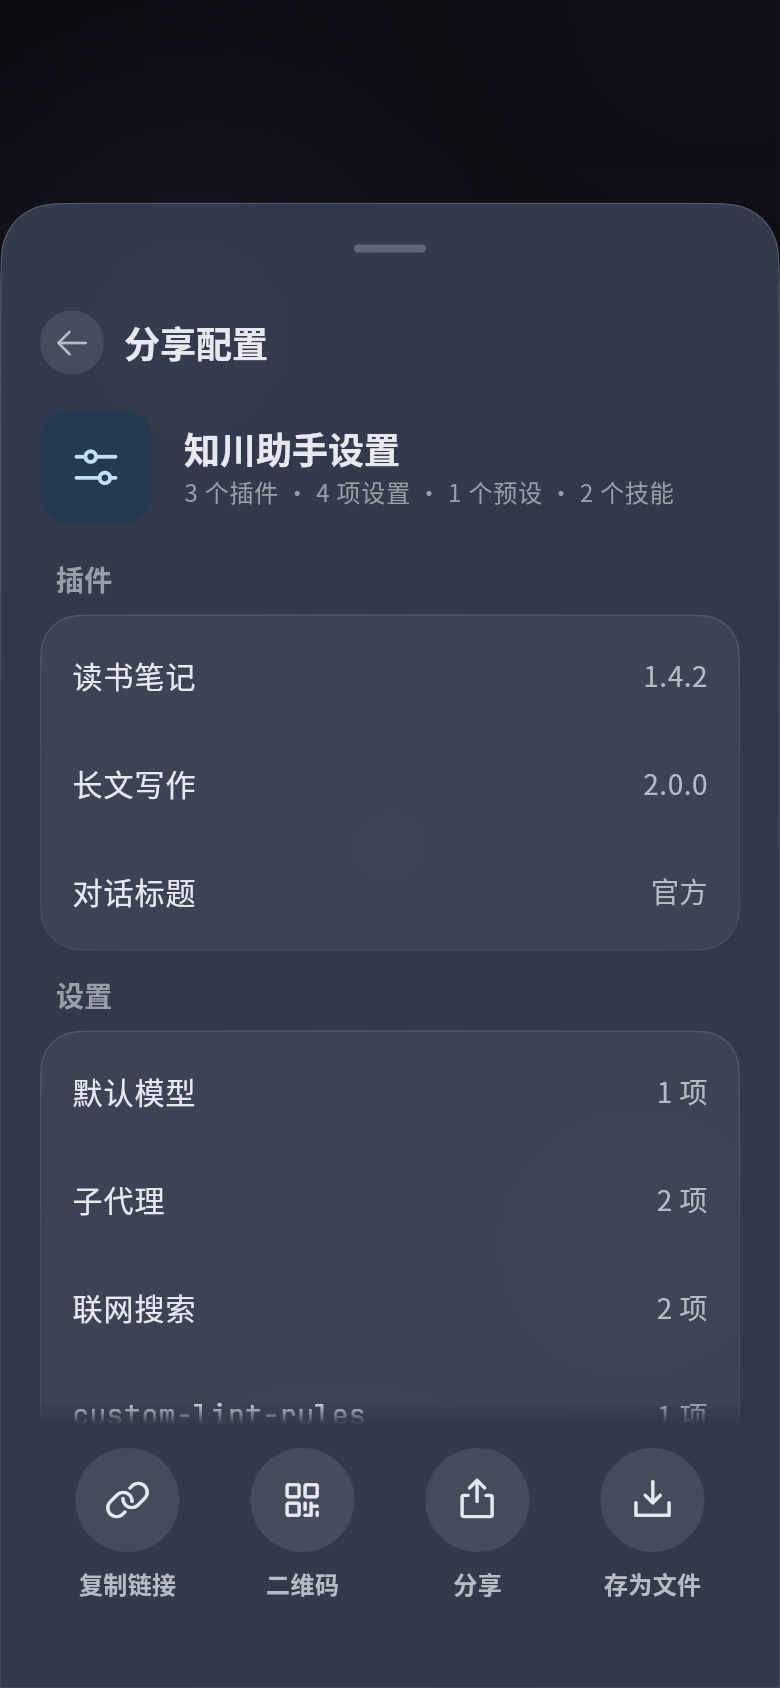 分享配置
知川助手设置
3 个插件 · 4 项设置 · 1 个预设 · 2 个技能
插件
读书笔记 1.4.2
长文写作 2.0.0
对话标题 官方
设置
默认模型 1 项
子代理 2 项
联网搜索 2 项
custom-lint-rules 1 项
复制链接 二维码 分享 存为文件